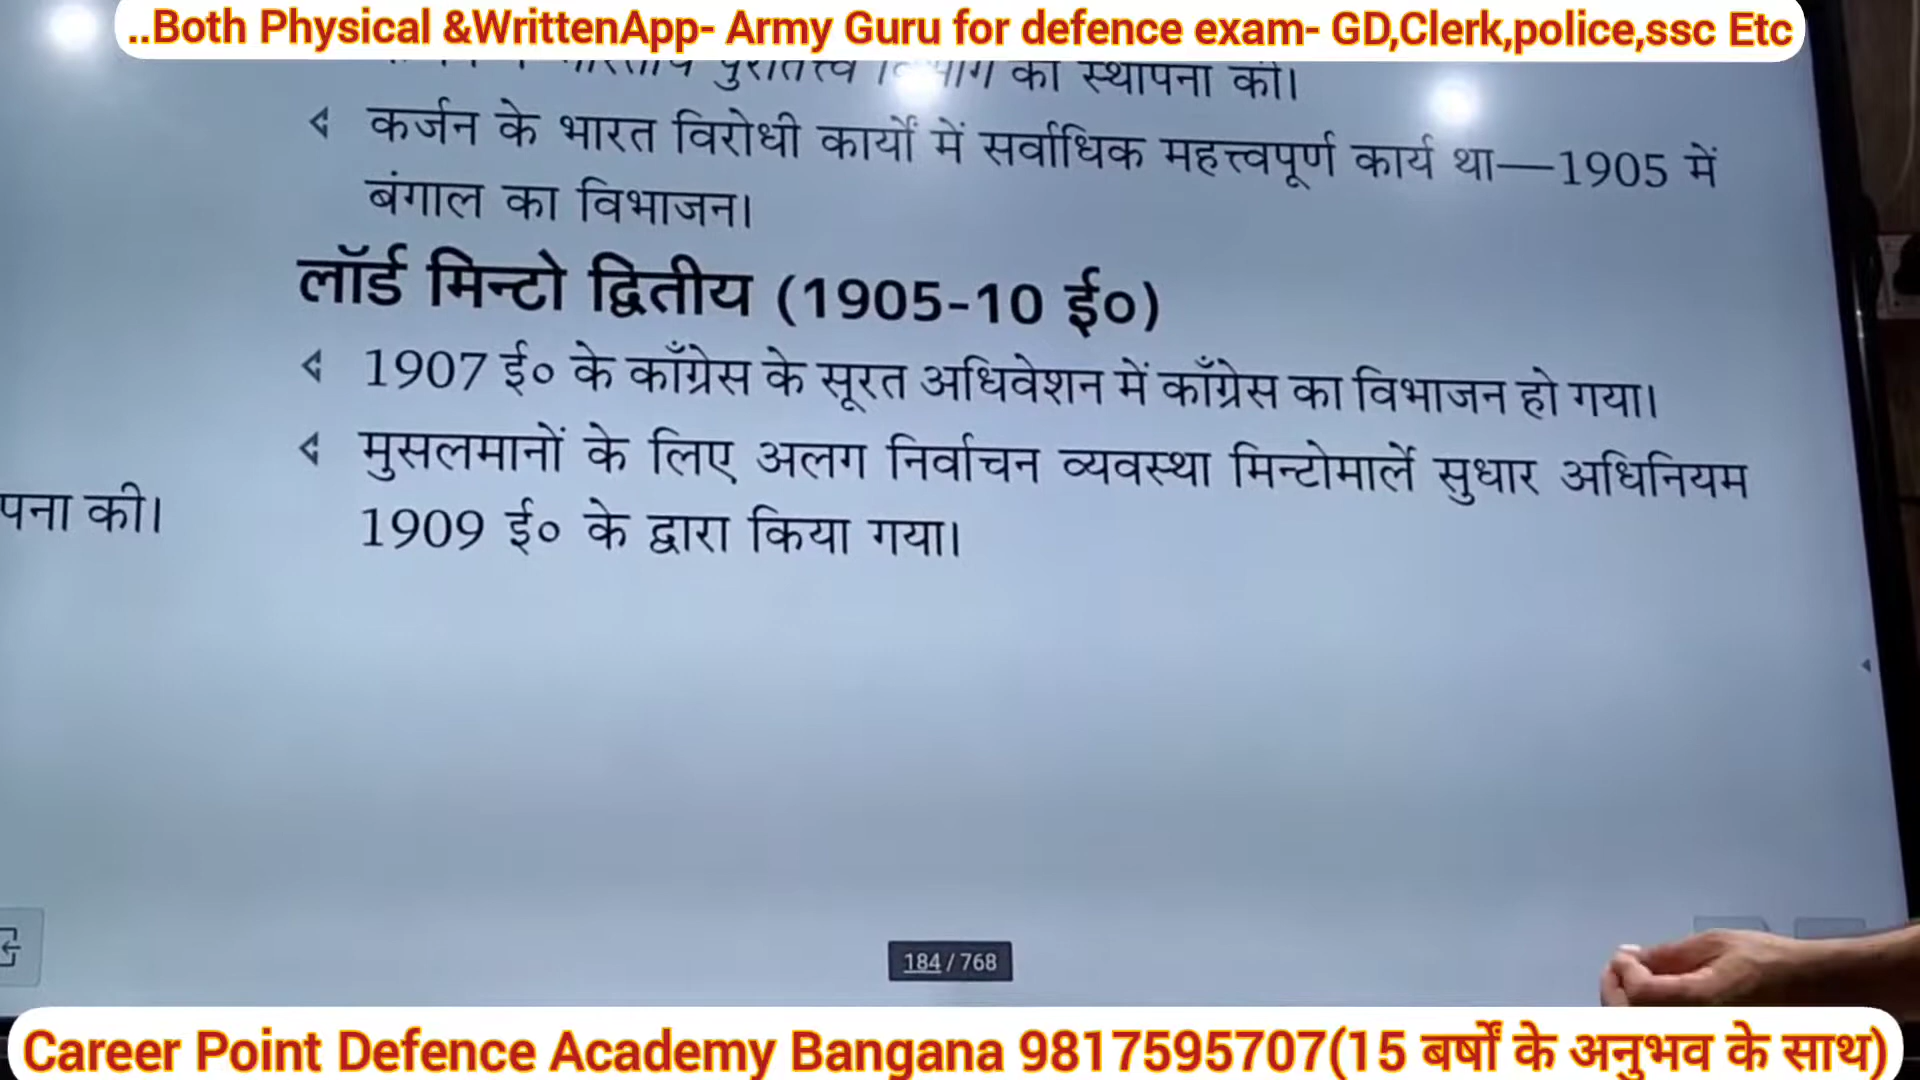 ..Both Physical &WrittenApp- Army Guru for defence exam- GD,Clerk,police,ssc Etc
पुरातत्त्व विभाग की स्थापना की।
कर्जन के भारत विरोधी कार्यों में सर्वाधिक महत्त्वपूर्ण कार्य था—1905 में
बंगाल का विभाजन।
लॉर्ड मिन्टो द्वितीय (1905-10 ई०)
1907 ई० के काँग्रेस के सूरत अधिवेशन में काँग्रेस का विभाजन हो गया।
मुसलमानों के लिए अलग निर्वाचन व्यवस्था मिन्टोमार्ले सुधार अधिनियम
पना की।
1909 ई० के द्वारा किया गया।
184 / 768
Career Point Defence Academy Bangana 9817595707(15 बर्षों के अनुभव के साथ)